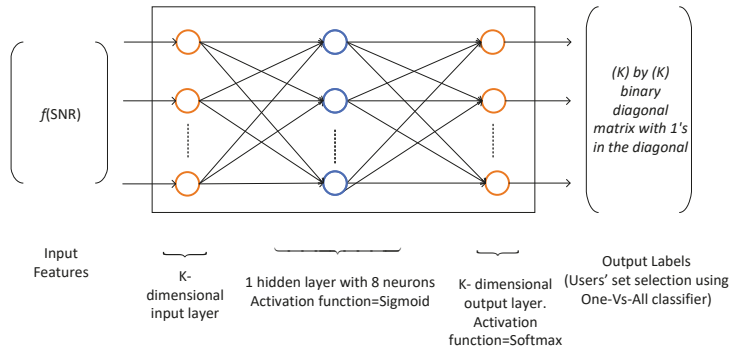 f(SNR)
(K) by (K)
binary
diagonal
matrix with 1's
in the diagonal
Input
Features
K-
dimensional
input layer
1 hidden layer with 8 neurons
Activation function=Sigmoid
K- dimensional
output layer.
Activation
function=Softmax
Output Labels
(Users’ set selection using
One-Vs-All classifier)